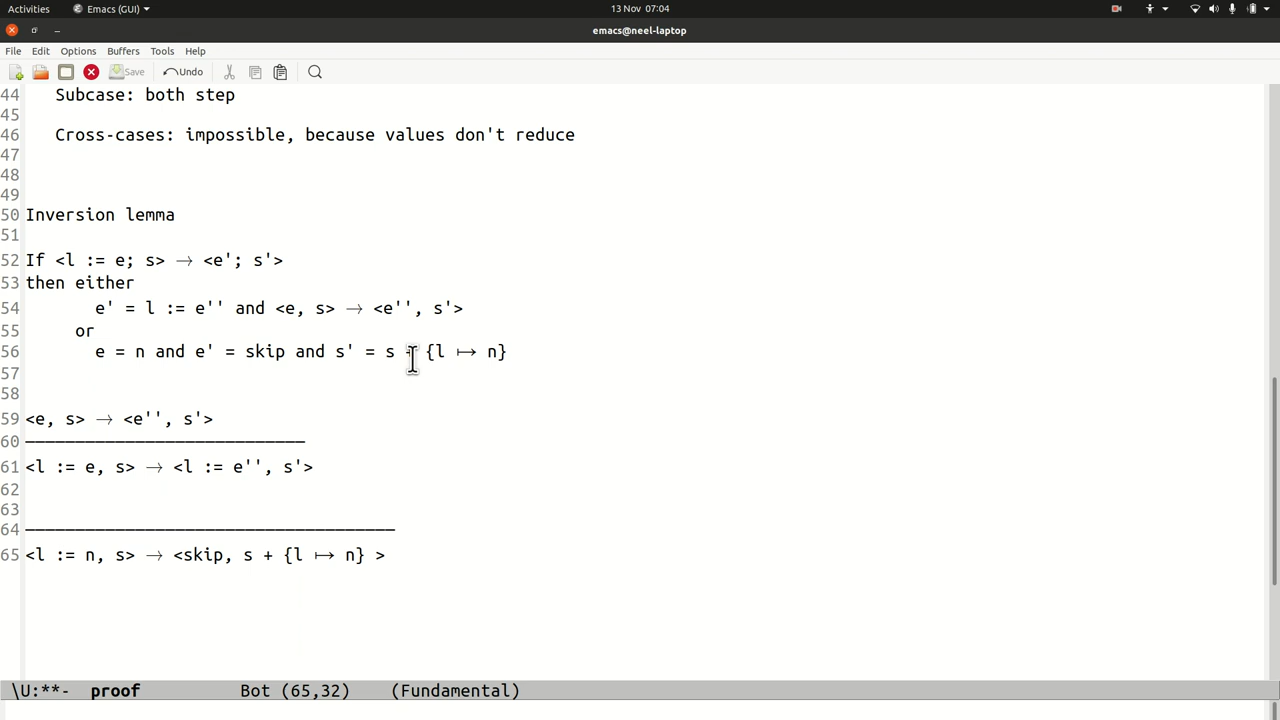 Activities Emacs (GUI) 13 Nov 07:04
emacs@neel-laptop
File Edit Options Buffers Tools Help
Save Undo
44 Subcase: both step
45
46 Cross-cases: impossible, because values don't reduce
47
48
49
50 Inversion lemma
51
52 If <l := e; s> → <e'; s'>
53 then either
54 e' = l := e'' and <e, s> → <e'', s'>
55 or
56 e = n and e' = skip and s' = s + {l ↦ n}
57
58
59 <e, s> → <e'', s'>
60 ────────────────────────────
61 <l := e, s> → <l := e'', s'>
62
63
64 ─────────────────────────────────────
65 <l := n, s> → <skip, s + {l ↦ n} >
\U:**- proof Bot (65,32) (Fundamental)